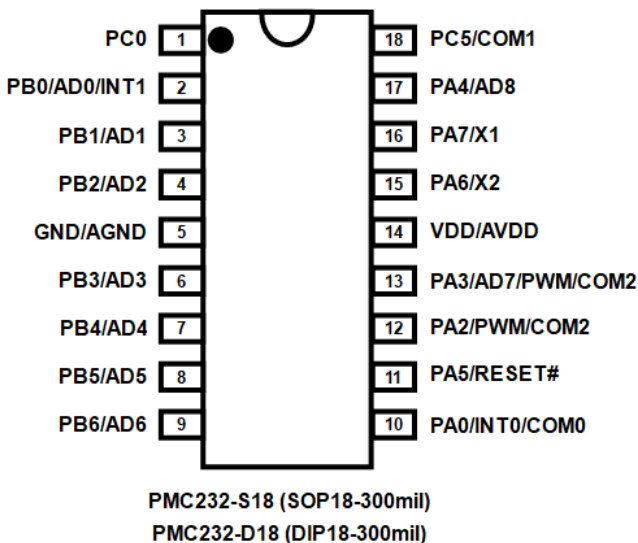 PC0 1 18 PC5/COM1
PB0/AD0/INT1 2 17 PA4/AD8
PB1/AD1 3 16 PA7/X1
PB2/AD2 4 15 PA6/X2
GND/AGND 5 14 VDD/AVDD
PB3/AD3 6 13 PA3/AD7/PWM/COM2
PB4/AD4 7 12 PA2/PWM/COM2
PB5/AD5 8 11 PA5/RESET#
PB6/AD6 9 10 PA0/INT0/COM0
PMC232-S18 (SOP18-300mil)
PMC232-D18 (DIP18-300mil)